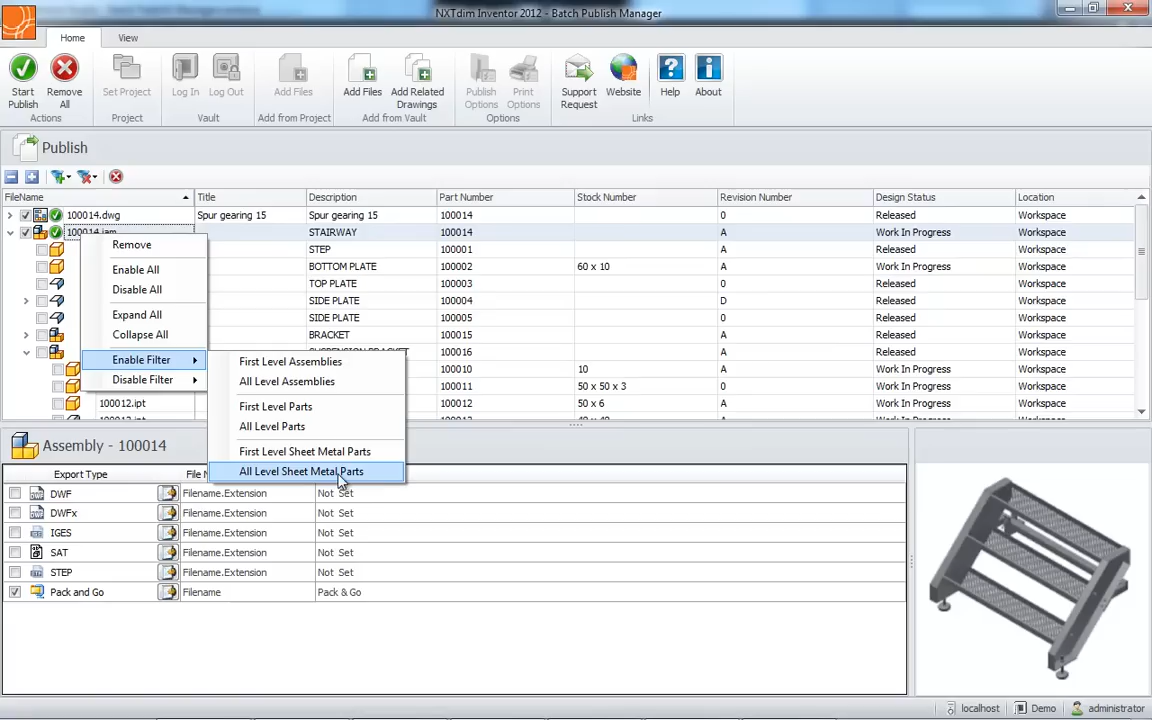 NXTdim Inventor 2012 - Batch Publish Manager
Home View
Start Publish Remove All Set Project Log In Log Out Add Files Add Files Add Related Drawings Publish Options Print Options Support Request Website Help About
Actions Project Vault Add from Project Add from Vault Options Links
Publish
FileName Title Description Part Number Stock Number Revision Number Design Status Location
100014.dwg Spur gearing 15 Spur gearing 15 100014 0 Released Workspace
100014.iam STAIRWAY 100014 A Work In Progress Workspace
STEP 100001 A Released Workspace
BOTTOM PLATE 100002 60 x 10 A Work In Progress Workspace
TOP PLATE 100003 0 Released Workspace
SIDE PLATE 100004 D Released Workspace
SIDE PLATE 100005 0 Released Workspace
BRACKET 100015 A Released Workspace
100016 A Released Workspace
100010 10 A Released Workspace
100011 50 x 50 x 3 0 Released Workspace
100012.ipt 100012 50 x 6 A Released Workspace
Remove
Enable All
Disable All
Expand All
Collapse All
Enable Filter
Disable Filter
First Level Assemblies
All Level Assemblies
First Level Parts
All Level Parts
First Level Sheet Metal Parts
All Level Sheet Metal Parts
Assembly - 100014
Export Type File N
DWF Filename.Extension Not Set
DWFx Filename.Extension Not Set
IGES Filename.Extension Not Set
SAT Filename.Extension Not Set
STEP Filename.Extension Not Set
Pack and Go Filename Pack & Go
localhost Demo administrator